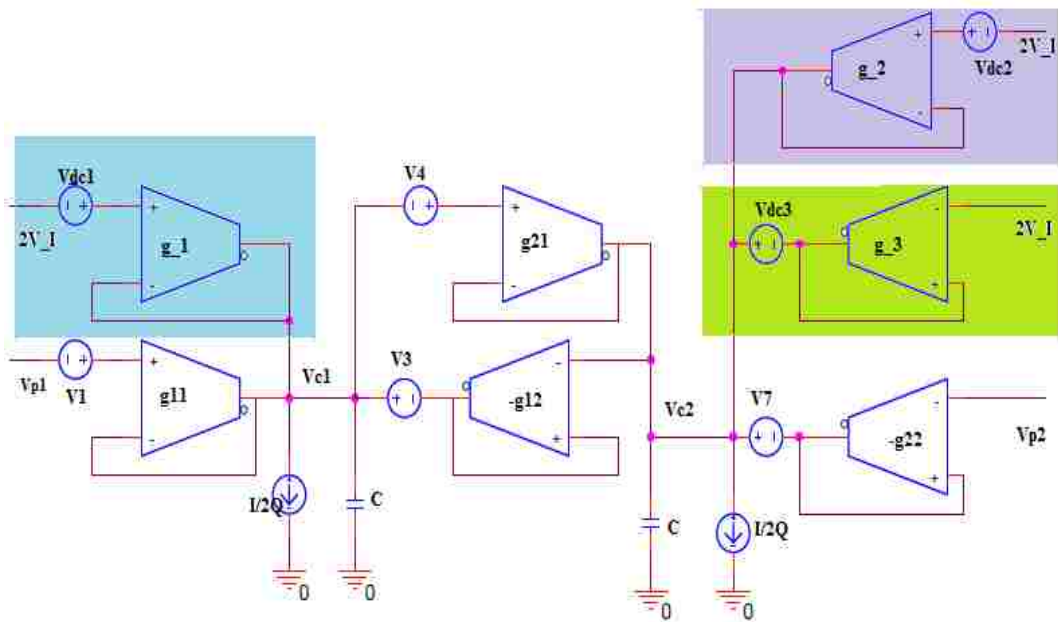 + - 2V_I
g_2 Vdc2
-
Vdc1 V4 Vdc3 -
- + + - + + 2V_I
2V_I g_1 g21 + - g_3
- - +
Vp1 - + + Vc1 V3 - Vc2 V7 -
V1 g11 + - -g12 + - -g22 Vp2
- + +
I/2Q C C I/2Q
0 0 0 0